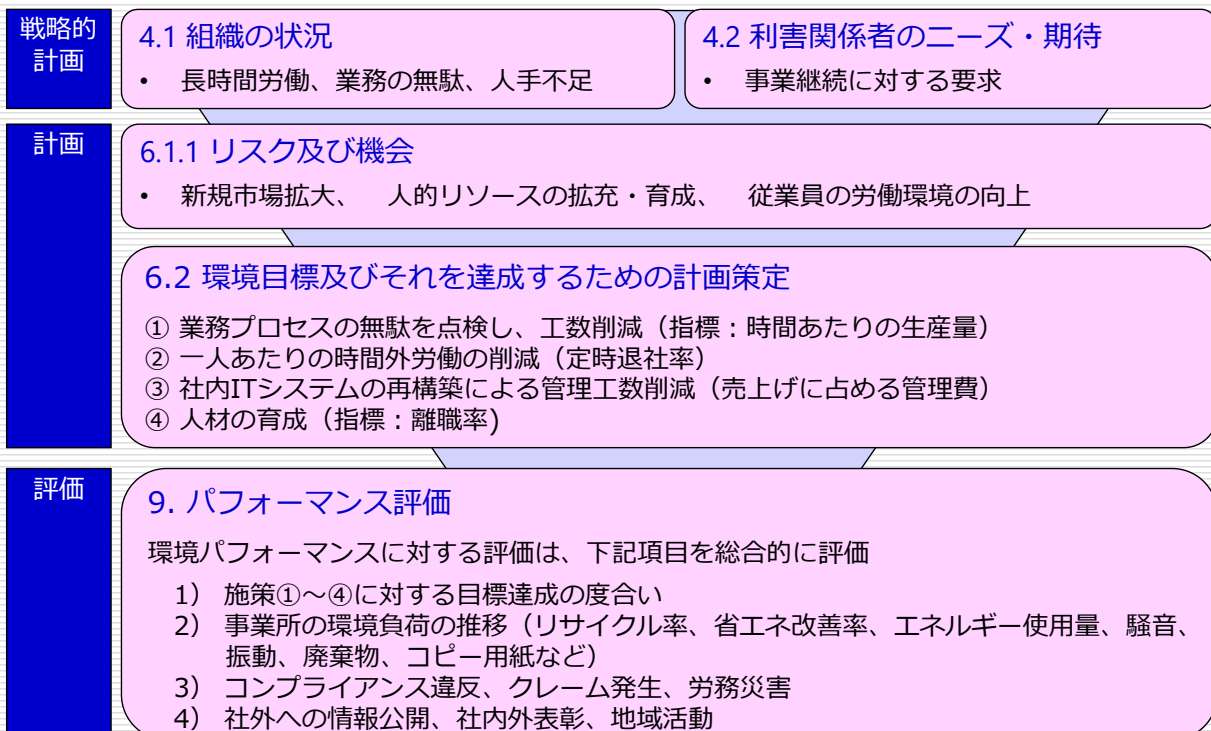 戦略的
計画
4.1 組織の状況
• 長時間労働、業務の無駄、人手不足
4.2 利害関係者のニーズ・期待
• 事業継続に対する要求
計画
6.1.1 リスク及び機会
• 新規市場拡大、 人的リソースの拡充・育成、 従業員の労働環境の向上
6.2 環境目標及びそれを達成するための計画策定
① 業務プロセスの無駄を点検し、工数削減（指標：時間あたりの生産量）
② 一人あたりの時間外労働の削減（定時退社率）
③ 社内ITシステムの再構築による管理工数削減（売上げに占める管理費）
④ 人材の育成（指標：離職率)
評価
9. パフォーマンス評価
環境パフォーマンスに対する評価は、下記項目を総合的に評価
1） 施策①～④に対する目標達成の度合い
2） 事業所の環境負荷の推移（リサイクル率、省エネ改善率、エネルギー使用量、騒音、
振動、廃棄物、コピー用紙など）
3） コンプライアンス違反、クレーム発生、労務災害
4） 社外への情報公開、社内外表彰、地域活動